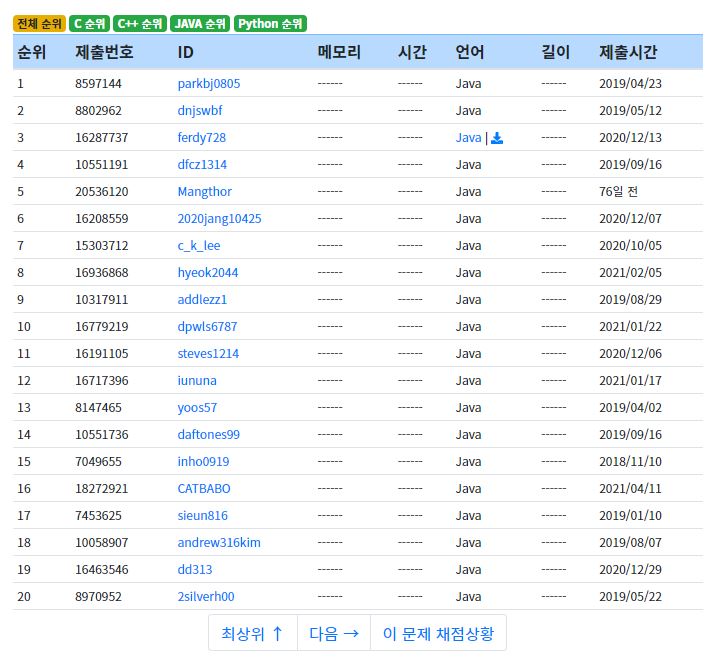 전체 순위 C 순위 C++ 순위 JAVA 순위 Python 순위
순위 제출번호 ID 메모리 시간 언어 길이 제출시간
1 8597144 parkbj0805 ------ ------ Java ------ 2019/04/23
2 8802962 dnjswbf ------ ------ Java ------ 2019/05/12
3 16287737 ferdy728 ------ ------ Java | ------ 2020/12/13
4 10551191 dfcz1314 ------ ------ Java ------ 2019/09/16
5 20536120 Mangthor ------ ------ Java ------ 76일 전
6 16208559 2020jang10425 ------ ------ Java ------ 2020/12/07
7 15303712 c_k_lee ------ ------ Java ------ 2020/10/05
8 16936868 hyeok2044 ------ ------ Java ------ 2021/02/05
9 10317911 addlezz1 ------ ------ Java ------ 2019/08/29
10 16779219 dpwls6787 ------ ------ Java ------ 2021/01/22
11 16191105 steves1214 ------ ------ Java ------ 2020/12/06
12 16717396 iununa ------ ------ Java ------ 2021/01/17
13 8147465 yoos57 ------ ------ Java ------ 2019/04/02
14 10551736 daftones99 ------ ------ Java ------ 2019/09/16
15 7049655 inho0919 ------ ------ Java ------ 2018/11/10
16 18272921 CATBABO ------ ------ Java ------ 2021/04/11
17 7453625 sieun816 ------ ------ Java ------ 2019/01/10
18 10058907 andrew316kim ------ ------ Java ------ 2019/08/07
19 16463546 dd313 ------ ------ Java ------ 2020/12/29
20 8970952 2silverh00 ------ ------ Java ------ 2019/05/22
최상위 ↑ 다음 → 이 문제 채점상황